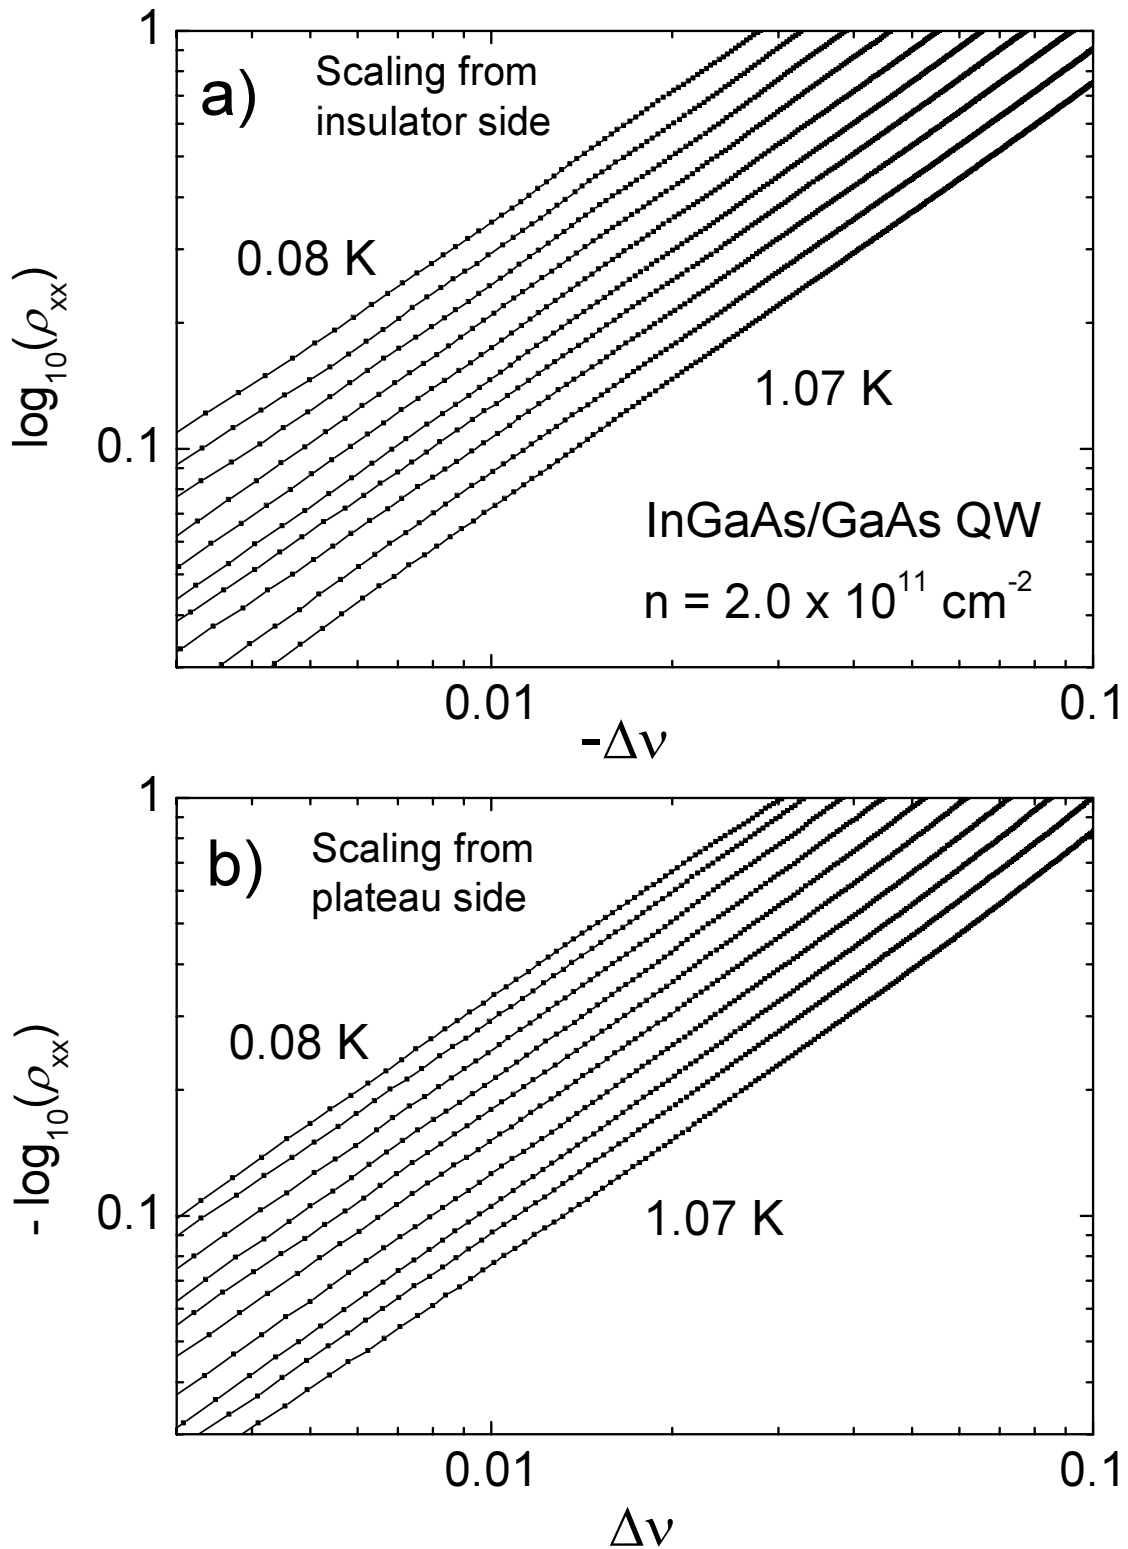 1
a)
Scaling from
insulator side
0.08 K
log₁₀(ρₓₓ)
1.07 K
0.1
InGaAs/GaAs QW
n = 2.0 x 10¹¹ cm⁻²
0.01
0.1
-Δν
1
b)
Scaling from
plateau side
0.08 K
- log₁₀(ρₓₓ)
1.07 K
0.1
0.01
0.1
Δν